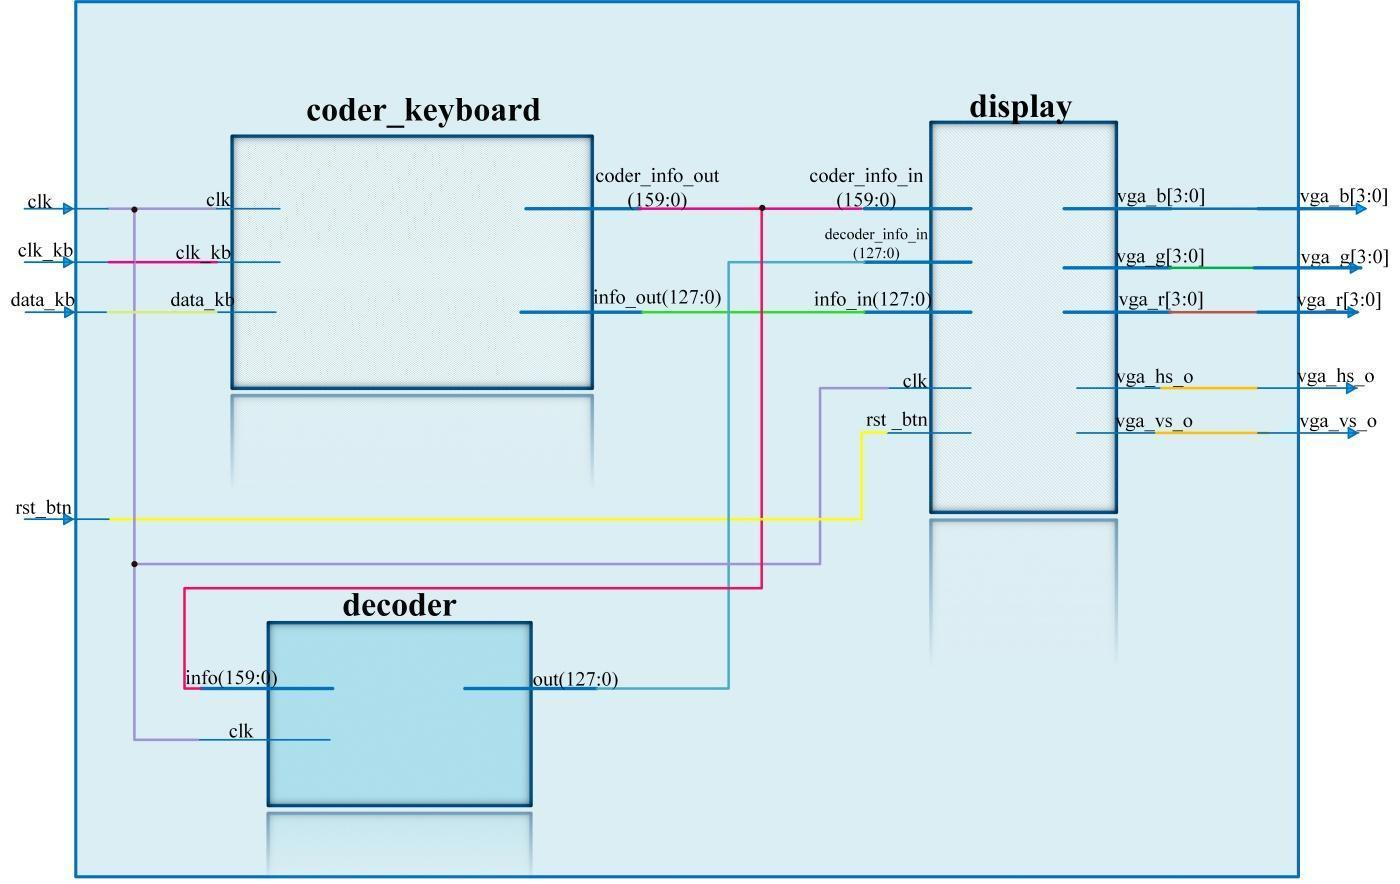 coder_keyboard
display
coder_info_out
(159:0)
coder_info_in
(159:0)
clk
clk
vga_b[3:0]
vga_b[3:0]
decoder_info_in
(127:0)
clk_kb
clk_kb
vga_g[3:0]
vga_g[3:0]
data_kb
data_kb
info_out(127:0)
info_in(127:0)
vga_r[3:0]
vga_r[3:0]
clk
vga_hs_o
vga_hs_o
rst _btn
vga_vs_o
vga_vs_o
rst_btn
decoder
info(159:0)
out(127:0)
clk